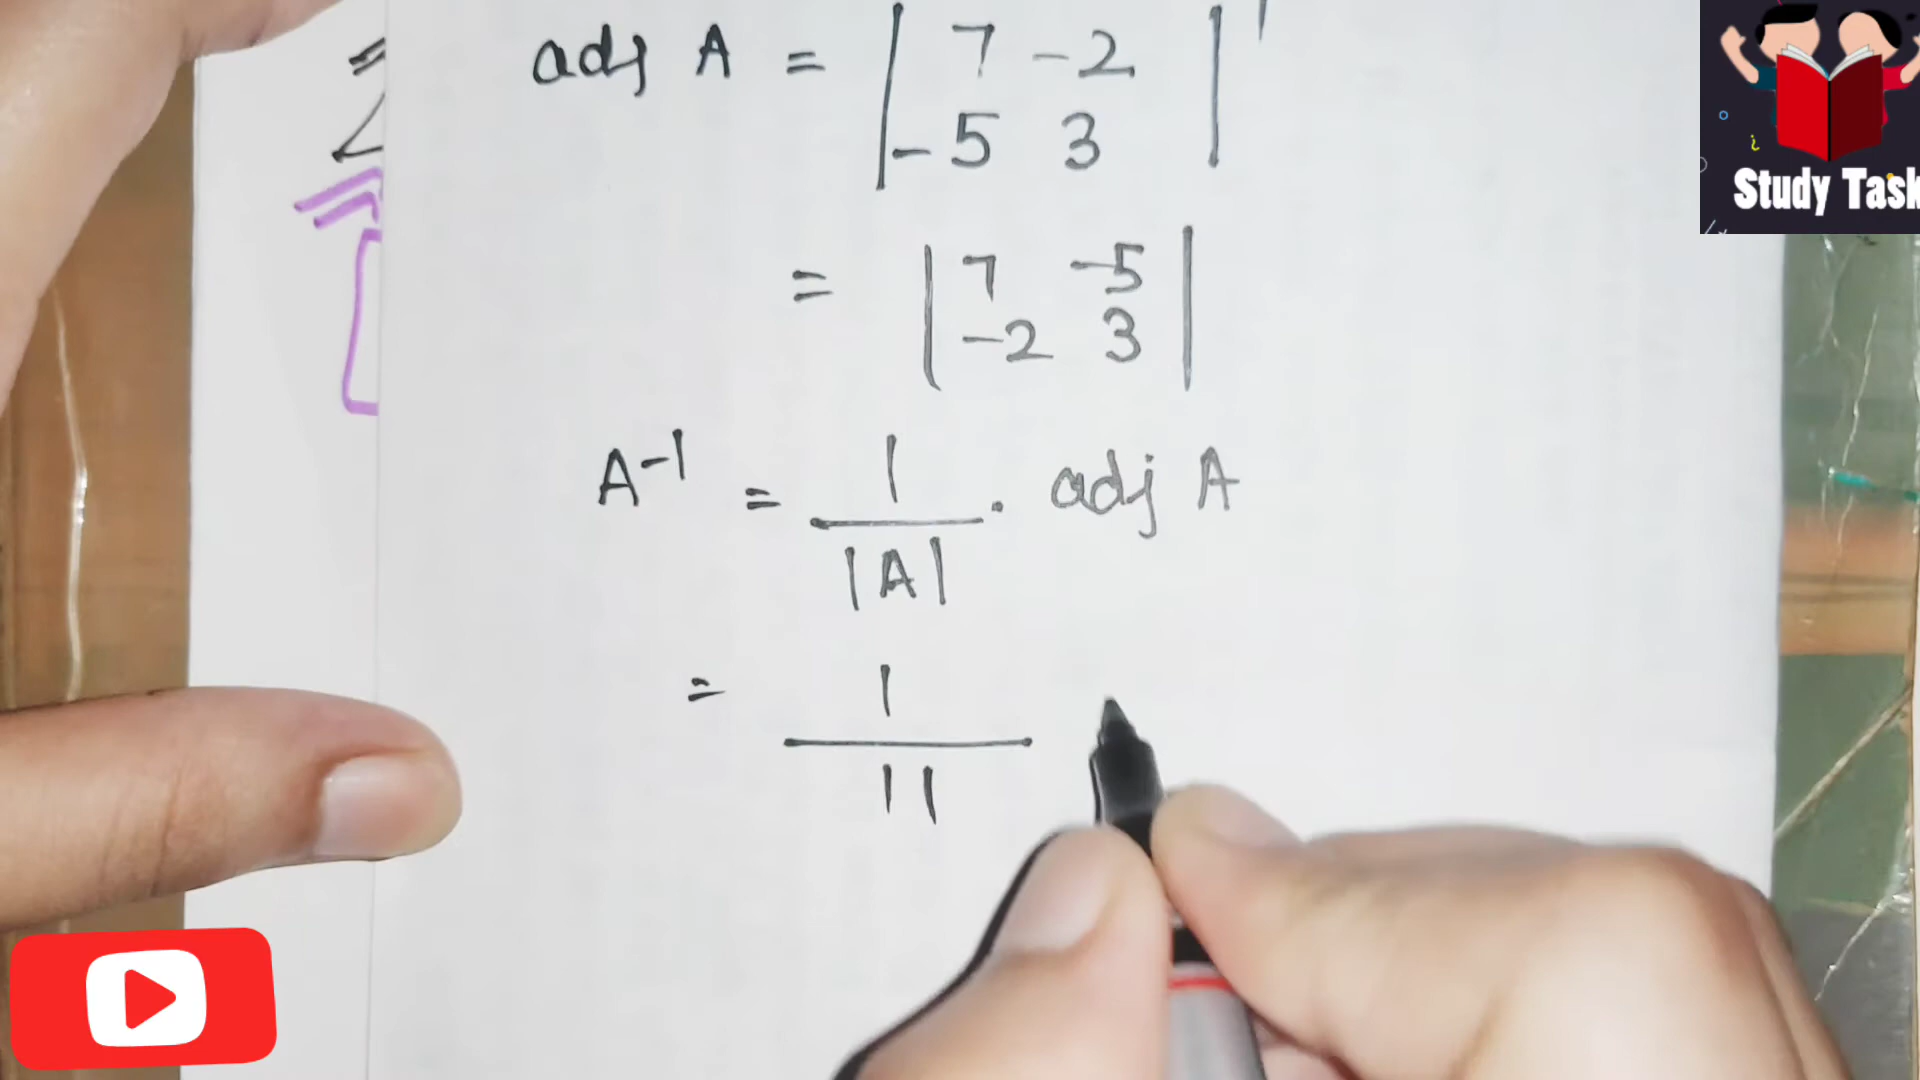 adj A = | 7 -2 |'
| -5 3 |
= | 7 -5 |
| -2 3 |
A-1 = 1 . adj A
|A|
= 1
11
Study Task